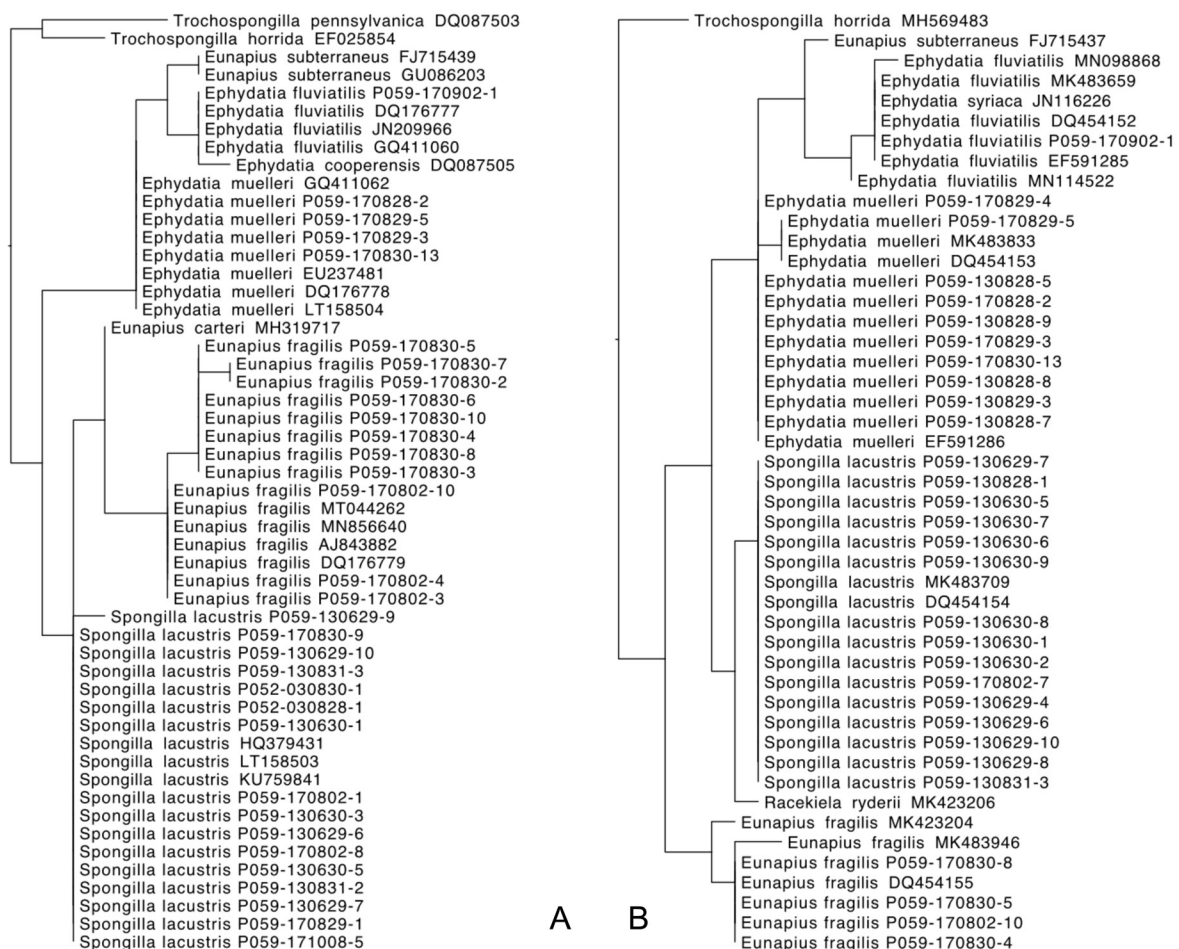 Trochospongilla pennsylvanica DQ087503
Trochospongilla horrida EF025854
Eunapius subterraneus FJ715439
Eunapius subterraneus GU086203
Ephydatia fluviatilis P059-170902-1
Ephydatia fluviatilis DQ176777
Ephydatia fluviatilis JN209966
Ephydatia fluviatilis GQ411060
Ephydatia cooperensis DQ087505
Ephydatia muelleri GQ411062
Ephydatia muelleri P059-170828-2
Ephydatia muelleri P059-170829-5
Ephydatia muelleri P059-170829-3
Ephydatia muelleri P059-170830-13
Ephydatia muelleri EU237481
Ephydatia muelleri DQ176778
Ephydatia muelleri LT158504
Eunapius carteri MH319717
Eunapius fragilis P059-170830-5
Eunapius fragilis P059-170830-7
Eunapius fragilis P059-170830-2
Eunapius fragilis P059-170830-6
Eunapius fragilis P059-170830-10
Eunapius fragilis P059-170830-4
Eunapius fragilis P059-170830-8
Eunapius fragilis P059-170830-3
Eunapius fragilis P059-170802-10
Eunapius fragilis MT044262
Eunapius fragilis MN856640
Eunapius fragilis AJ843882
Eunapius fragilis DQ176779
Eunapius fragilis P059-170802-4
Eunapius fragilis P059-170802-3
Spongilla lacustris P059-130629-9
Spongilla lacustris P059-170830-9
Spongilla lacustris P059-130629-10
Spongilla lacustris P059-130831-3
Spongilla lacustris P052-030830-1
Spongilla lacustris P052-030828-1
Spongilla lacustris P059-130630-1
Spongilla lacustris HQ379431
Spongilla lacustris LT158503
Spongilla lacustris KU759841
Spongilla lacustris P059-170802-1
Spongilla lacustris P059-130630-3
Spongilla lacustris P059-130629-6
Spongilla lacustris P059-170802-8
Spongilla lacustris P059-130630-5
Spongilla lacustris P059-130831-2
Spongilla lacustris P059-130629-7
Spongilla lacustris P059-170829-1
Spongilla lacustris P059-171008-5
A
B
Trochospongilla horrida MH569483
Eunapius subterraneus FJ715437
Ephydatia fluviatilis MN098868
Ephydatia fluviatilis MK483659
Ephydatia syriaca JN116226
Ephydatia fluviatilis DQ454152
Ephydatia fluviatilis P059-170902-1
Ephydatia fluviatilis EF591285
Ephydatia fluviatilis MN114522
Ephydatia muelleri P059-170829-4
Ephydatia muelleri P059-170829-5
Ephydatia muelleri MK483833
Ephydatia muelleri DQ454153
Ephydatia muelleri P059-130828-5
Ephydatia muelleri P059-170828-2
Ephydatia muelleri P059-130828-9
Ephydatia muelleri P059-170829-3
Ephydatia muelleri P059-170830-13
Ephydatia muelleri P059-130828-8
Ephydatia muelleri P059-130829-3
Ephydatia muelleri P059-130828-7
Ephydatia muelleri EF591286
Spongilla lacustris P059-130629-7
Spongilla lacustris P059-130828-1
Spongilla lacustris P059-130630-5
Spongilla lacustris P059-130630-7
Spongilla lacustris P059-130630-6
Spongilla lacustris P059-130630-9
Spongilla lacustris MK483709
Spongilla lacustris DQ454154
Spongilla lacustris P059-130630-8
Spongilla lacustris P059-130630-1
Spongilla lacustris P059-130630-2
Spongilla lacustris P059-170802-7
Spongilla lacustris P059-130629-4
Spongilla lacustris P059-130629-6
Spongilla lacustris P059-130629-10
Spongilla lacustris P059-130629-8
Spongilla lacustris P059-130831-3
Racekiela ryderii MK423206
Eunapius fragilis MK423204
Eunapius fragilis MK483946
Eunapius fragilis P059-170830-8
Eunapius fragilis DQ454155
Eunapius fragilis P059-170830-5
Eunapius fragilis P059-170802-10
Eunapius fragilis P059-170830-4